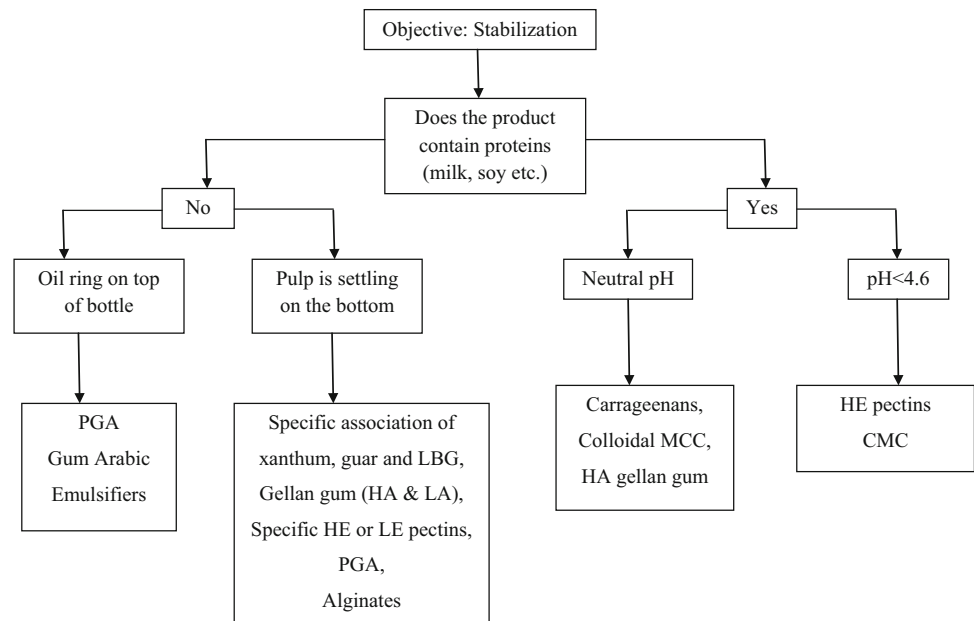 Objective: Stabilization
Does the product
contain proteins
(milk, soy etc.)
No
Yes
Oil ring on top
of bottle
Pulp is settling
on the bottom
Neutral pH
pH<4.6
PGA
Gum Arabic
Emulsifiers
Specific association of
xanthum, guar and LBG,
Gellan gum (HA & LA),
Specific HE or LE pectins,
PGA,
Alginates
Carrageenans,
Colloidal MCC,
HA gellan gum
HE pectins
CMC